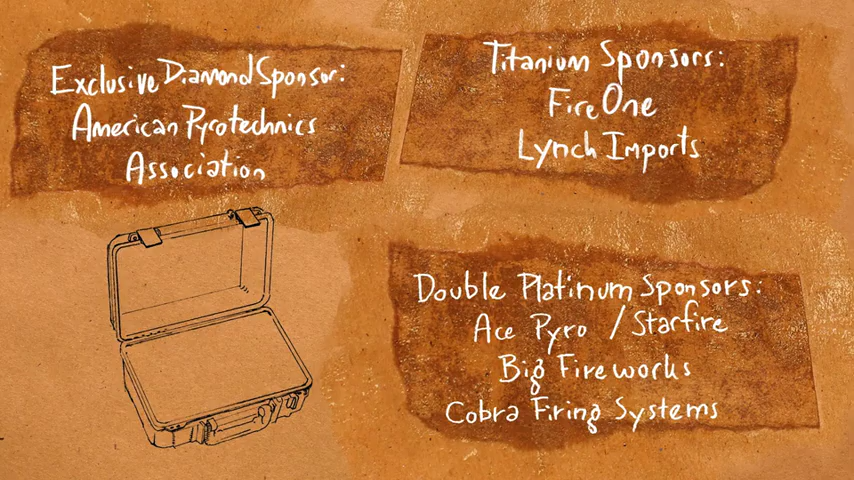 Exclusive Diamond Sponsor:
American Pyrotechnics
Association
Titanium Sponsors:
FireOne
Lynch Imports
Double Platinum Sponsors:
Ace Pyro / Starfire
Big Fireworks
Cobra Firing Systems